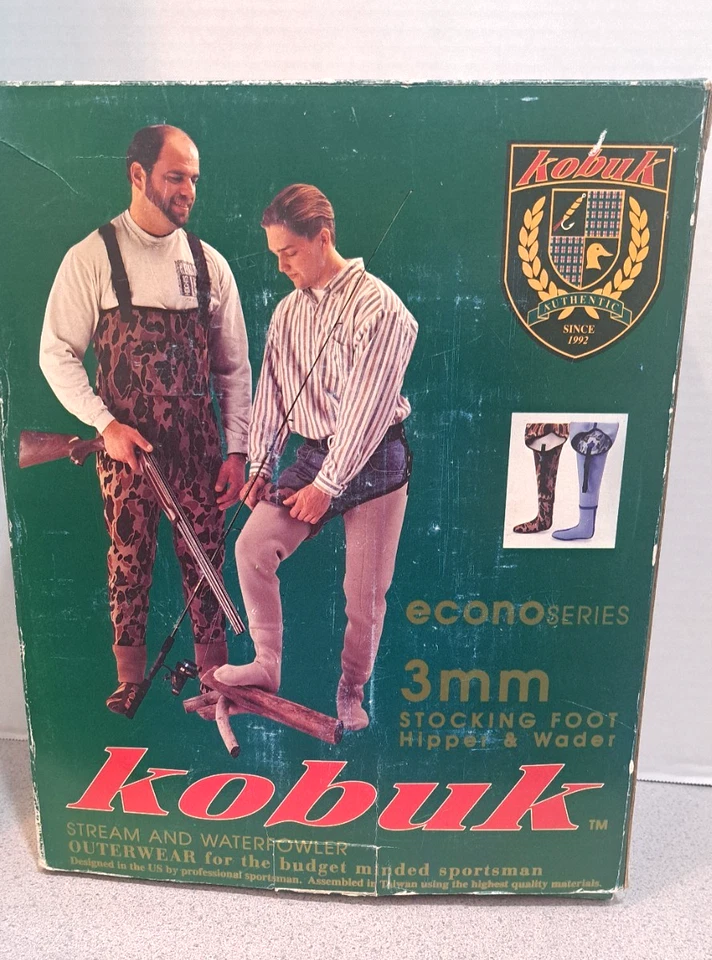 kobuk
AUTHENTIC
SINCE
1992
econoSERIES
3mm
STOCKING FOOT
Hipper & Wader
kobuk™
STREAM AND WATERFOWLER
OUTERWEAR for the budget minded sportsman
Designed in the US by professional sportsman. Assembled in Taiwan using the highest quality materials.